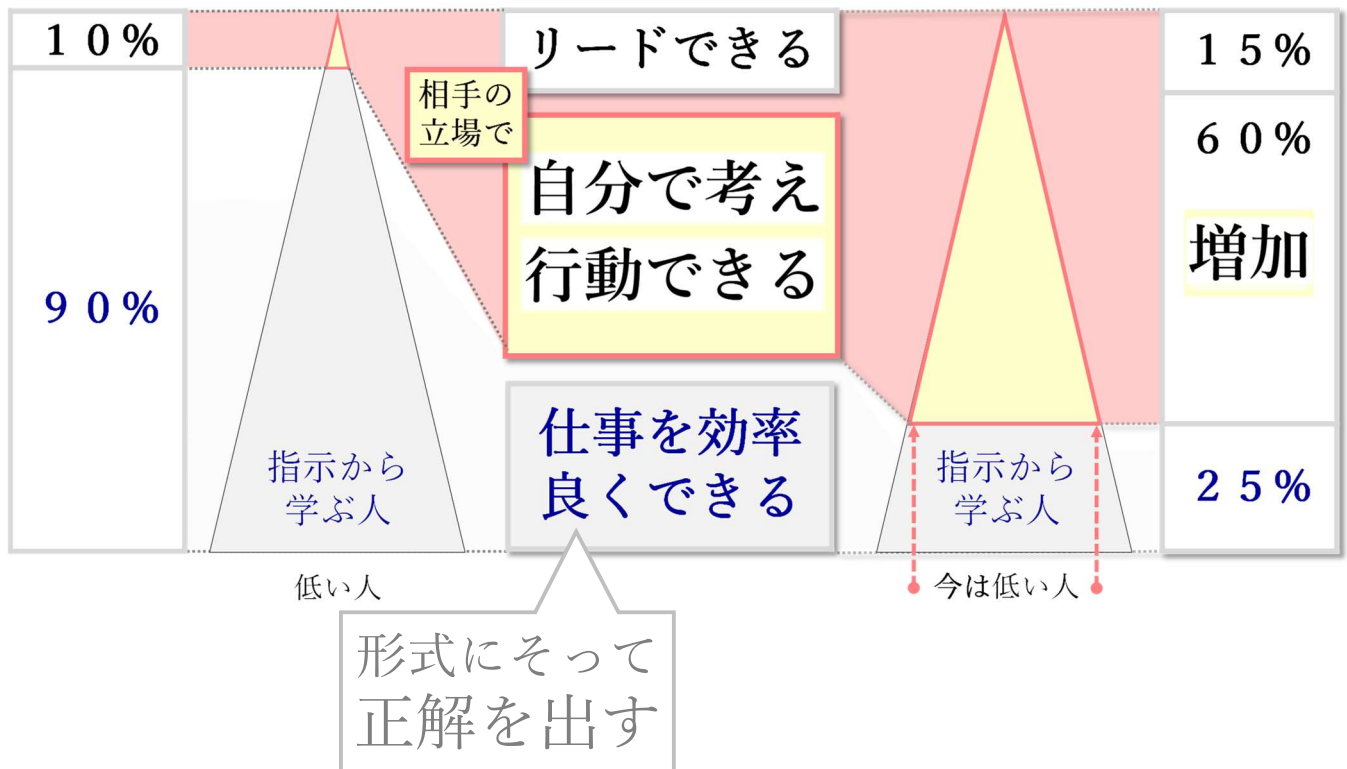 10%
90%
指示から
学ぶ人
低い人
リードできる
相手の
立場で
自分で考え
行動できる
仕事を効率
良くできる
形式にそって
正解を出す
指示から
学ぶ人
今は低い人
15%
60%
増加
25%